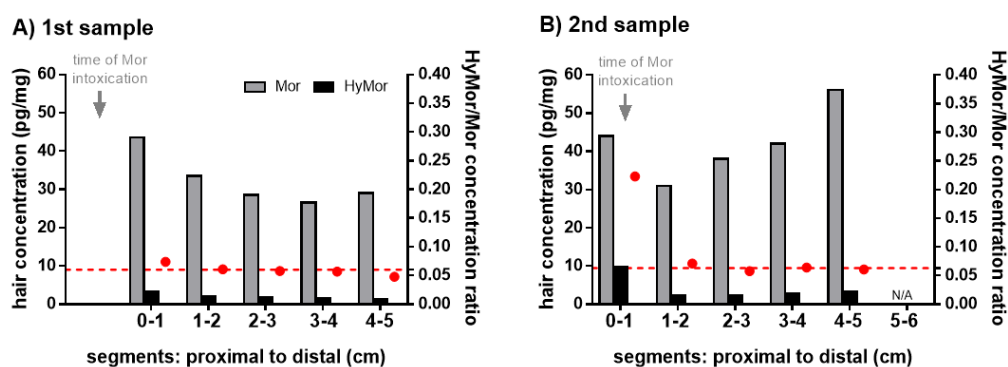 A) 1st sample
time of Mor
intoxication
Mor
HyMor
hair concentration (pg/mg)
60
50
40
30
20
10
0
0.40
0.35
0.30
0.25
0.20
0.15
0.10
0.05
0.00
HyMor/Mor concentration
ratio
0-1 1-2 2-3 3-4 4-5
segments: proximal to distal (cm)
B) 2nd sample
time of Mor
intoxication
hair concentration (pg/mg)
60
50
40
30
20
10
0
0.40
0.35
0.30
0.25
0.20
0.15
0.10
0.05
0.00
HyMor/Mor concentration
ratio
N/A
0-1 1-2 2-3 3-4 4-5 5-6
segments: proximal to distal (cm)